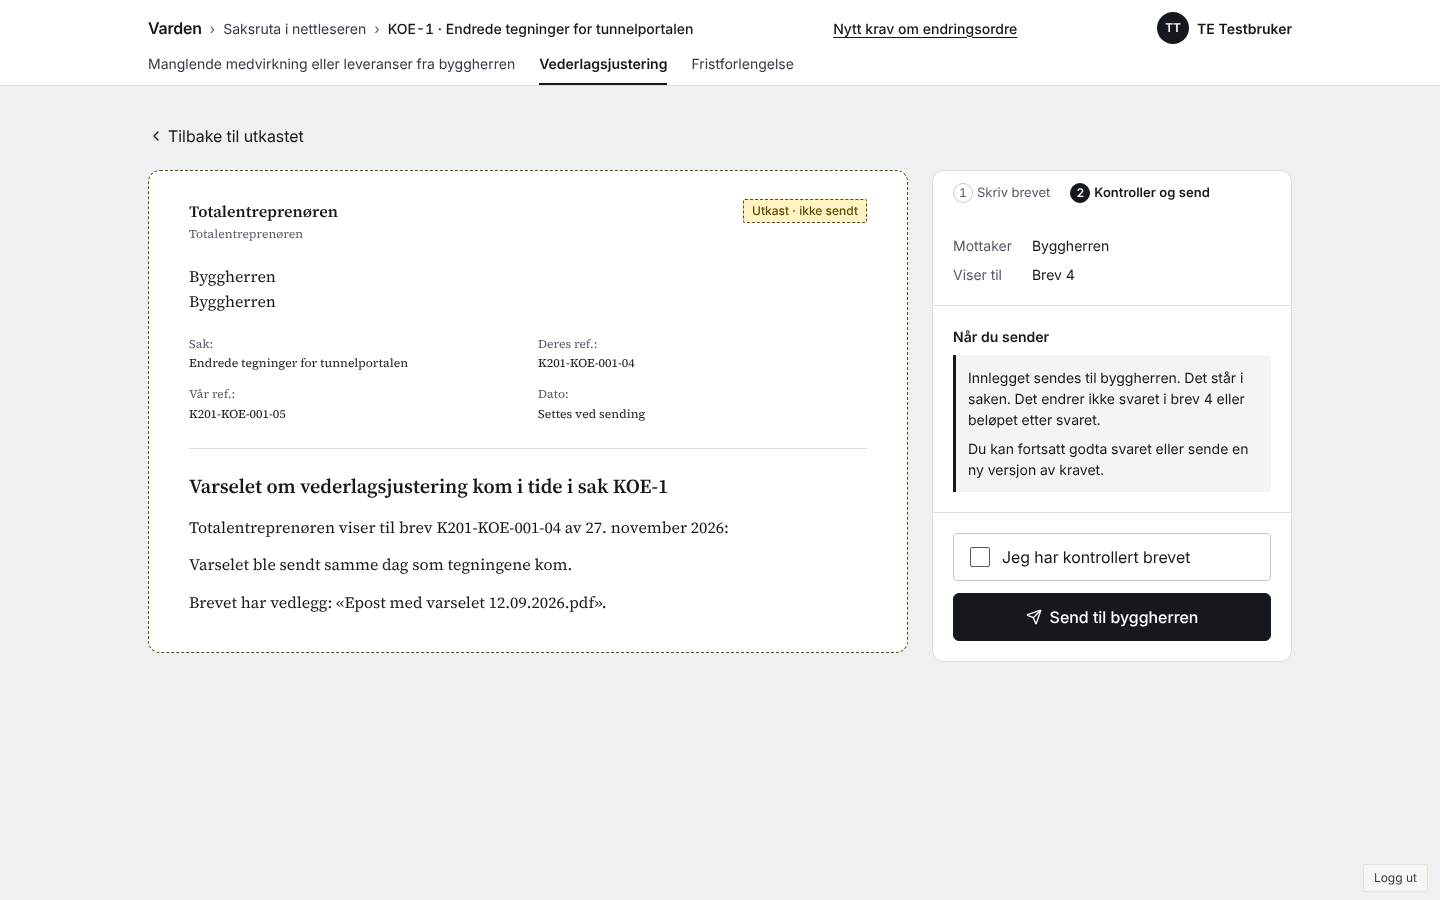 Varden › Saksruta i nettleseren › KOE-1 · Endrede tegninger for tunnelportalen
Nytt krav om endringsordre
TT TE Testbruker
Manglende medvirkning eller leveranser fra byggherren
Vederlagsjustering
Fristforlengelse
Tilbake til utkastet
Totalentreprenøren
Utkast · ikke sendt
Totalentreprenøren
Byggherren
Byggherren
Sak:
Endrede tegninger for tunnelportalen
Deres ref.:
K201-KOE-001-04
Vår ref.:
K201-KOE-001-05
Dato:
Settes ved sending
Varselet om vederlagsjustering kom i tide i sak KOE-1
Totalentreprenøren viser til brev K201-KOE-001-04 av 27. november 2026:
Varselet ble sendt samme dag som tegningene kom.
Brevet har vedlegg: «Epost med varselet 12.09.2026.pdf».
1 Skriv brevet
2 Kontroller og send
Mottaker Byggherren
Viser til Brev 4
Når du sender
Innlegget sendes til byggherren. Det står i
saken. Det endrer ikke svaret i brev 4 eller
beløpet etter svaret.
Du kan fortsatt godta svaret eller sende en
ny versjon av kravet.
Jeg har kontrollert brevet
Send til byggherren
Logg ut